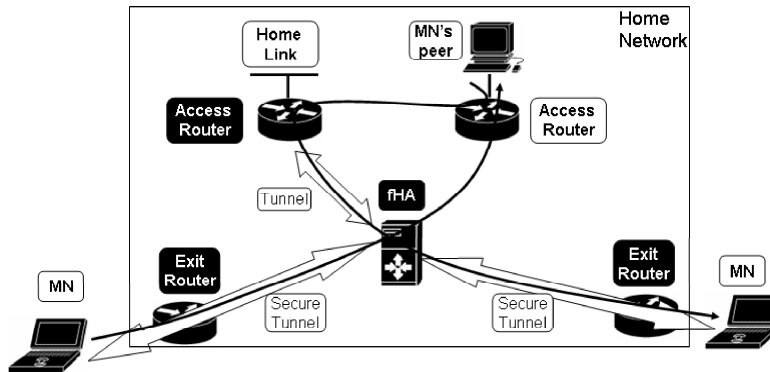 Home
Network
Home
Link
MN's
peer
Access
Router
Access
Router
Tunnel
fHA
Exit
Router
Exit
Router
MN
MN
Secure
Tunnel
Secure
Tunnel